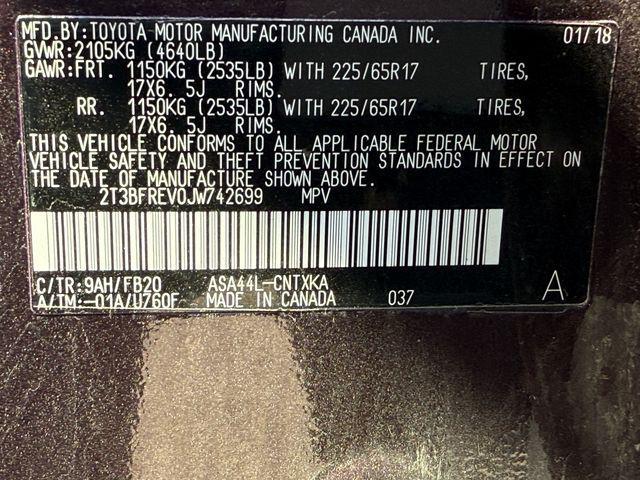 MFD.BY:TOYOTA MOTOR MANUFACTURING CANADA INC. 01/18
GVWR:2105KG (4640LB)
GAWR:FRT. 1150KG (2535LB) WITH 225/65R17 TIRES,
17X6. 5J RIMS.
RR. 1150KG (2535LB) WITH 225/65R17 TIRES,
17X6. 5J RIMS.
THIS VEHICLE CONFORMS TO ALL APPLICABLE FEDERAL MOTOR
VEHICLE SAFETY AND THEFT PREVENTION STANDARDS IN EFFECT ON
THE DATE OF MANUFACTURE SHOWN ABOVE.
2T3BFREV0JW742699 MPV
C/TR:9AH/FB20 ASA44L-CNTXKA
A/TM:-01A/U760F MADE IN CANADA 037 A